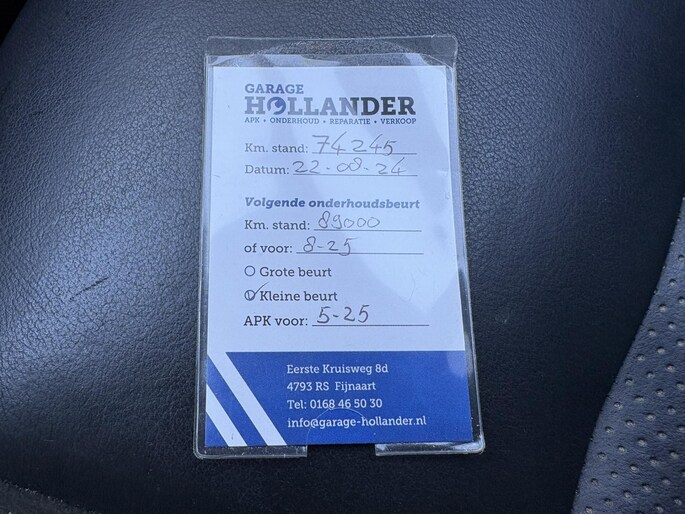 GARAGE
HOLLANDER
APK • ONDERHOUD • REPARATIE • VERKOOP
Km. stand: 74245
Datum: 22-08-24
Volgende onderhoudsbeurt
Km. stand: 89000
of voor: 8-25
Grote beurt
Kleine beurt
APK voor: 5-25
Eerste Kruisweg 8d
4793 RS Fijnaart
Tel: 0168 46 50 30
info@garage-hollander.nl